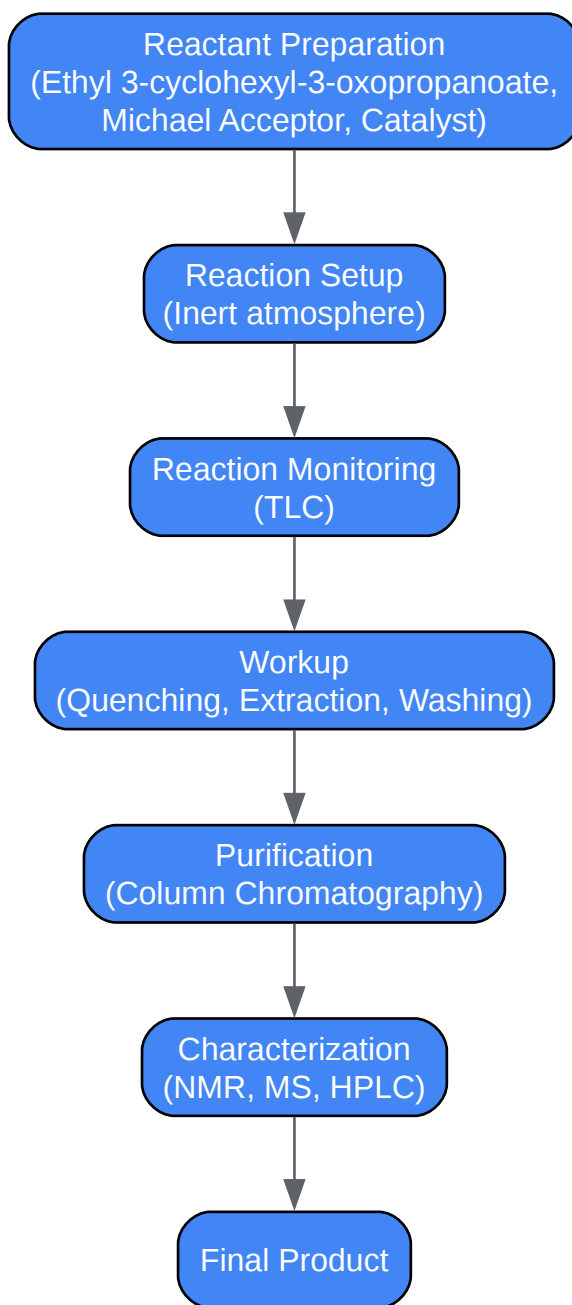 Reactant Preparation
(Ethyl 3-cyclohexyl-3-oxopropanoate,
Michael Acceptor, Catalyst)
Reaction Setup
(Inert atmosphere)
Reaction Monitoring
(TLC)
Workup
(Quenching, Extraction, Washing)
Purification
(Column Chromatography)
Characterization
(NMR, MS, HPLC)
Final Product